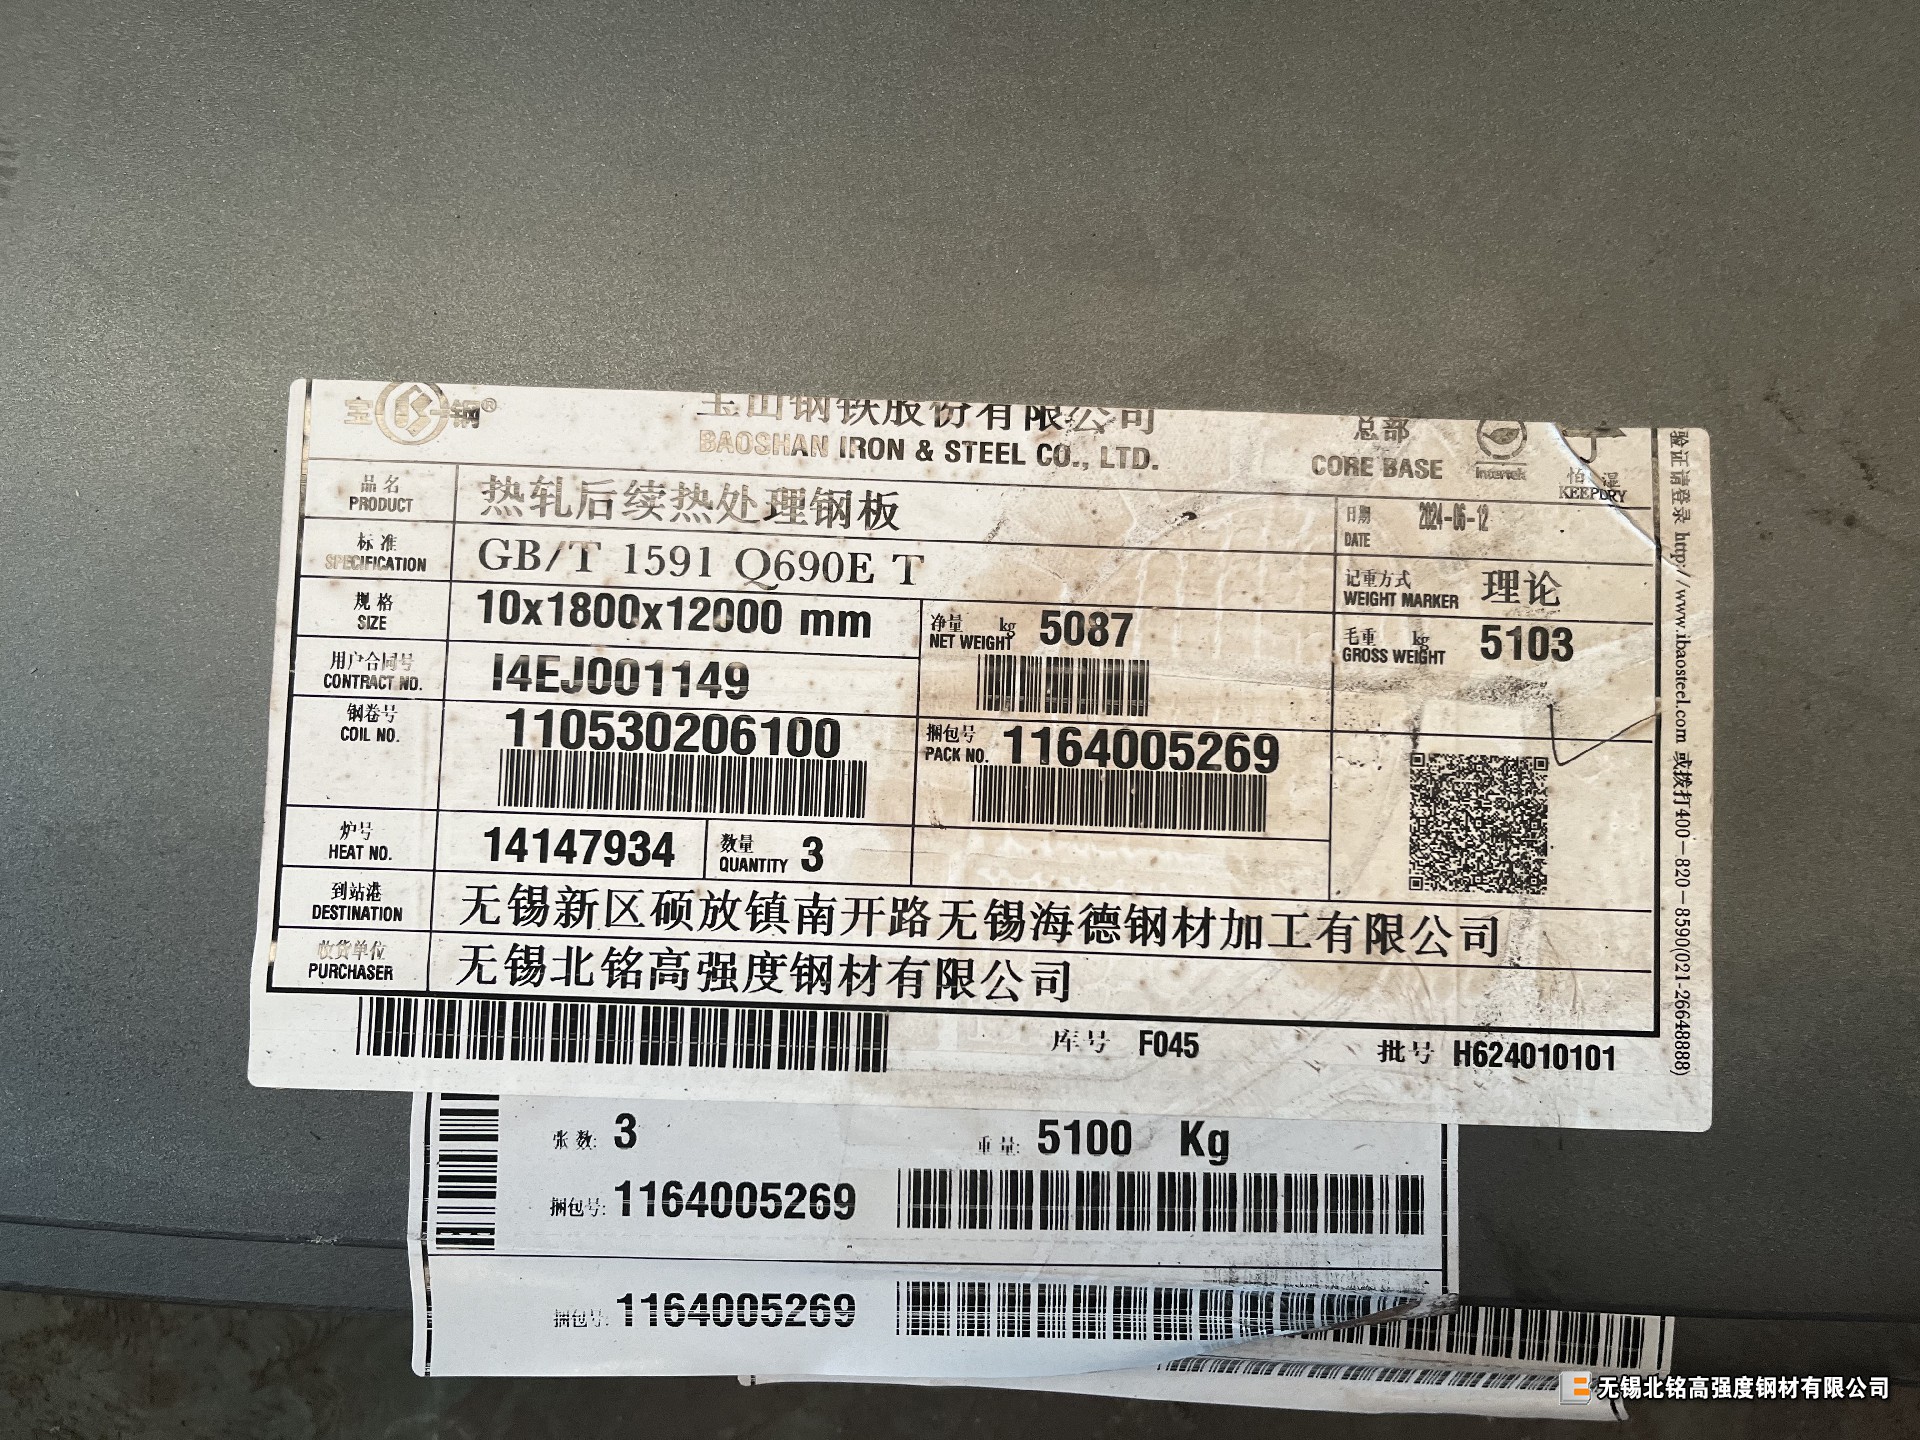 宝钢®
宝山钢铁股份有限公司
BAOSHAN IRON & STEEL CO., LTD.
总部
CORE BASE
intertek
怕湿
KEEP DRY
品名
PRODUCT
热轧后续热处理钢板
日期
DATE
2024-06-12
标准
SPECIFICATION
GB/T 1591 Q690E T
记重方式
WEIGHT MARKER
理论
规格
SIZE
10x1800x12000 mm
净量 kg
NET WEIGHT
5087
毛重 kg
GROSS WEIGHT
5103
用户合同号
CONTRACT NO.
I4EJ001149
钢卷号
COIL NO.
110530206100
捆包号
PACK NO.
1164005269
炉号
HEAT NO.
14147934
数量
QUANTITY
3
到站港
DESTINATION
无锡新区硕放镇南开路无锡海德钢材加工有限公司
收货单位
PURCHASER
无锡北铭高强度钢材有限公司
库号 F045
批号 H624010101
验证请登录 http://www.ibaosteel.com 或拨打400-820-8590(021-26648888)
张数: 3
重量: 5100 Kg
捆包号: 1164005269
捆包号: 1164005269
无锡北铭高强度钢材有限公司